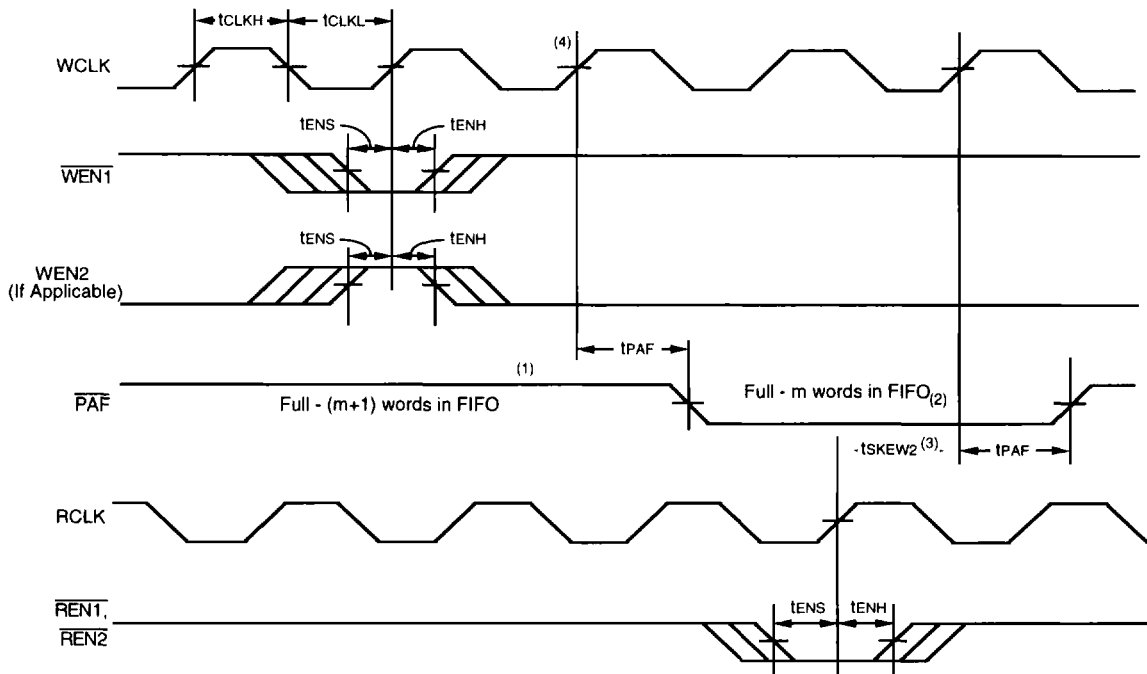 tCLKH tCLKL
WCLK (4)
tENS tENH
WEN1
tENS tENH
WEN2
(If Applicable)
tPAF
(1)
PAF
Full - (m+1) words in FIFO
Full - m words in FIFO(2)
-tSKEW2(3)- tPAF
RCLK
REN1,
REN2
tENS tENH